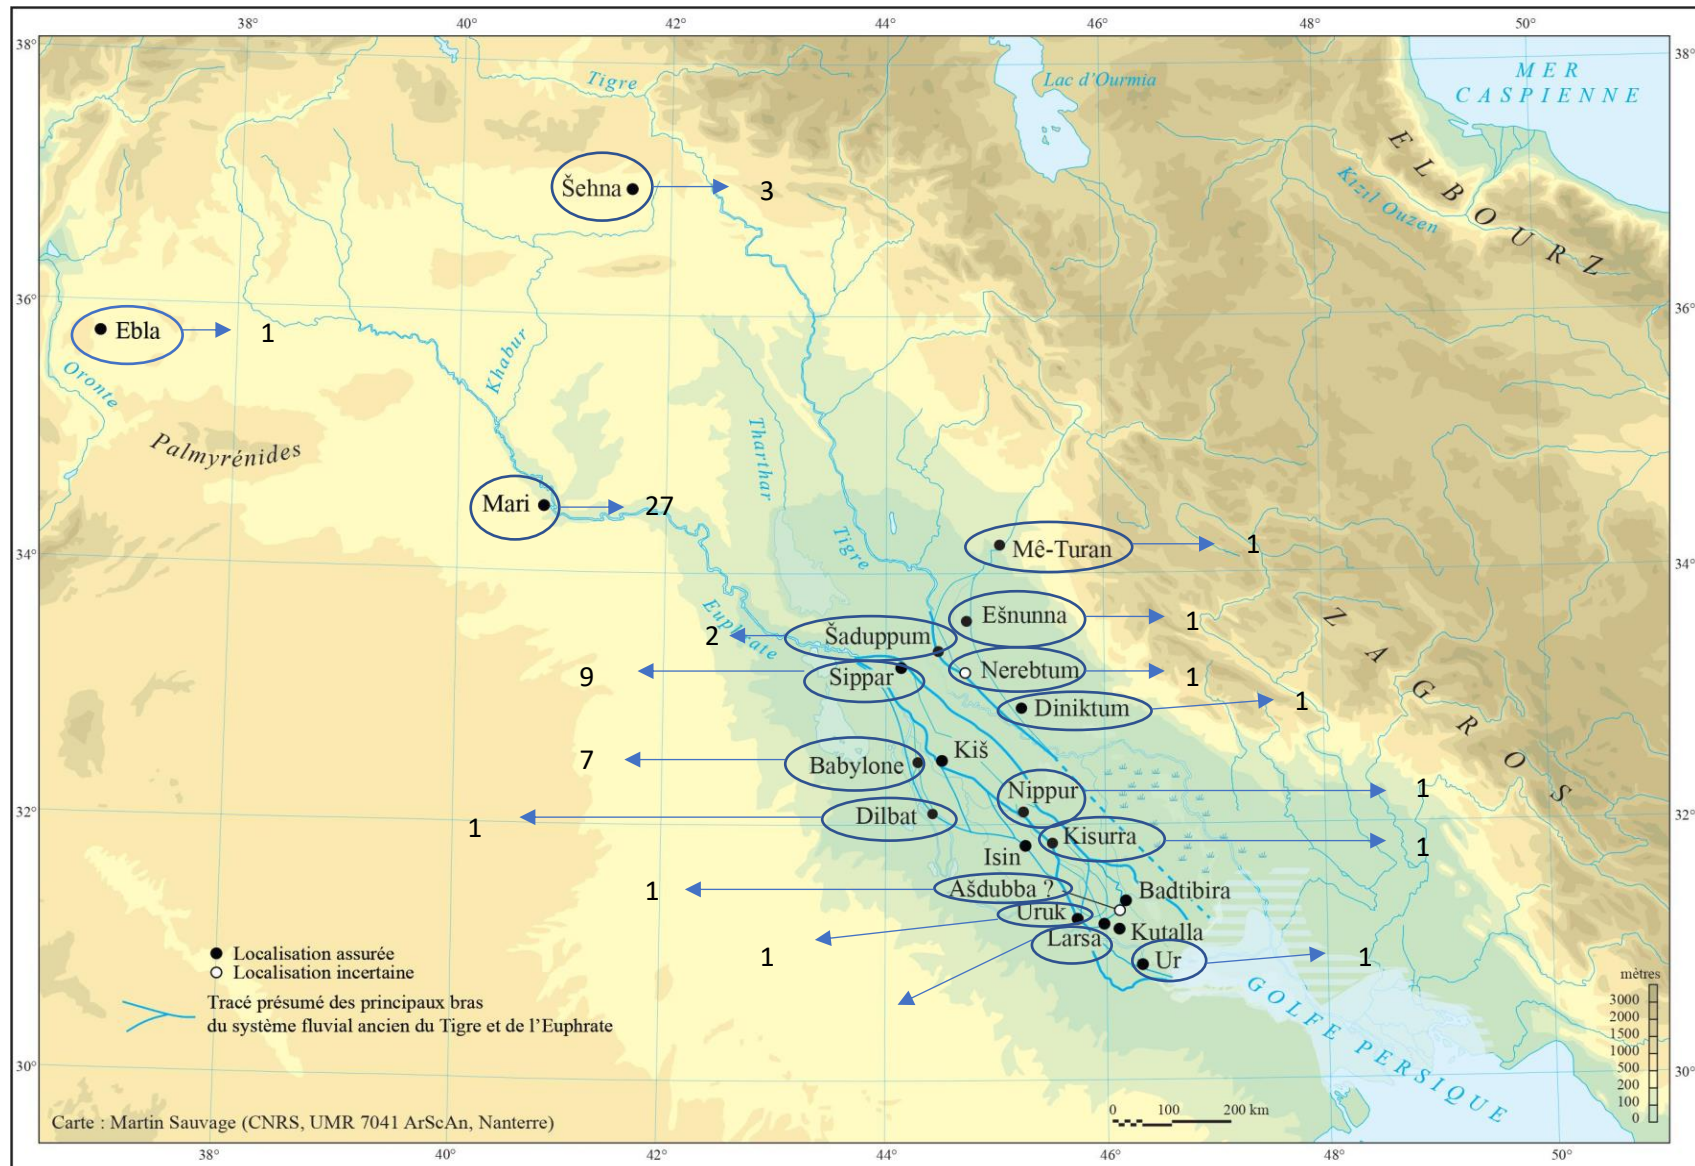 38°
40°
42°
44°
46°
48°
50°
38°
38°
Tigre
Lac d'Ourmia
MER
CASPIENNE
ELBOURZ
Kızıl Ouzen
Šehna
3
36°
36°
Ebla
1
Oronte
Khabur
Palmyrénides
Tharthar
Mari
27
Tigre
34°
34°
Mê-Turan
1
Euphrate
Ešnunna
1
2
Šaduppum
9
Sippar
Nerebtum
1
Diniktum
1
ZAGROS
7
Babylone
Kiš
Nippur
1
32°
32°
1
Dilbat
Kisurra
1
Isin
1
Ašdubba ?
Badtibira
Uruk
1
Larsa
Kutalla
Ur
1
GOLFE PERSIQUE
Localisation assurée
Localisation incertaine
Tracé présumé des principaux bras
du système fluvial ancien du Tigre et de l'Euphrate
mètres
3000
2000
1500
1000
500
200
100
0
30°
30°
0 100 200 km
Carte : Martin Sauvage (CNRS, UMR 7041 ArScAn, Nanterre)
38°
40°
42°
44°
46°
48°
50°